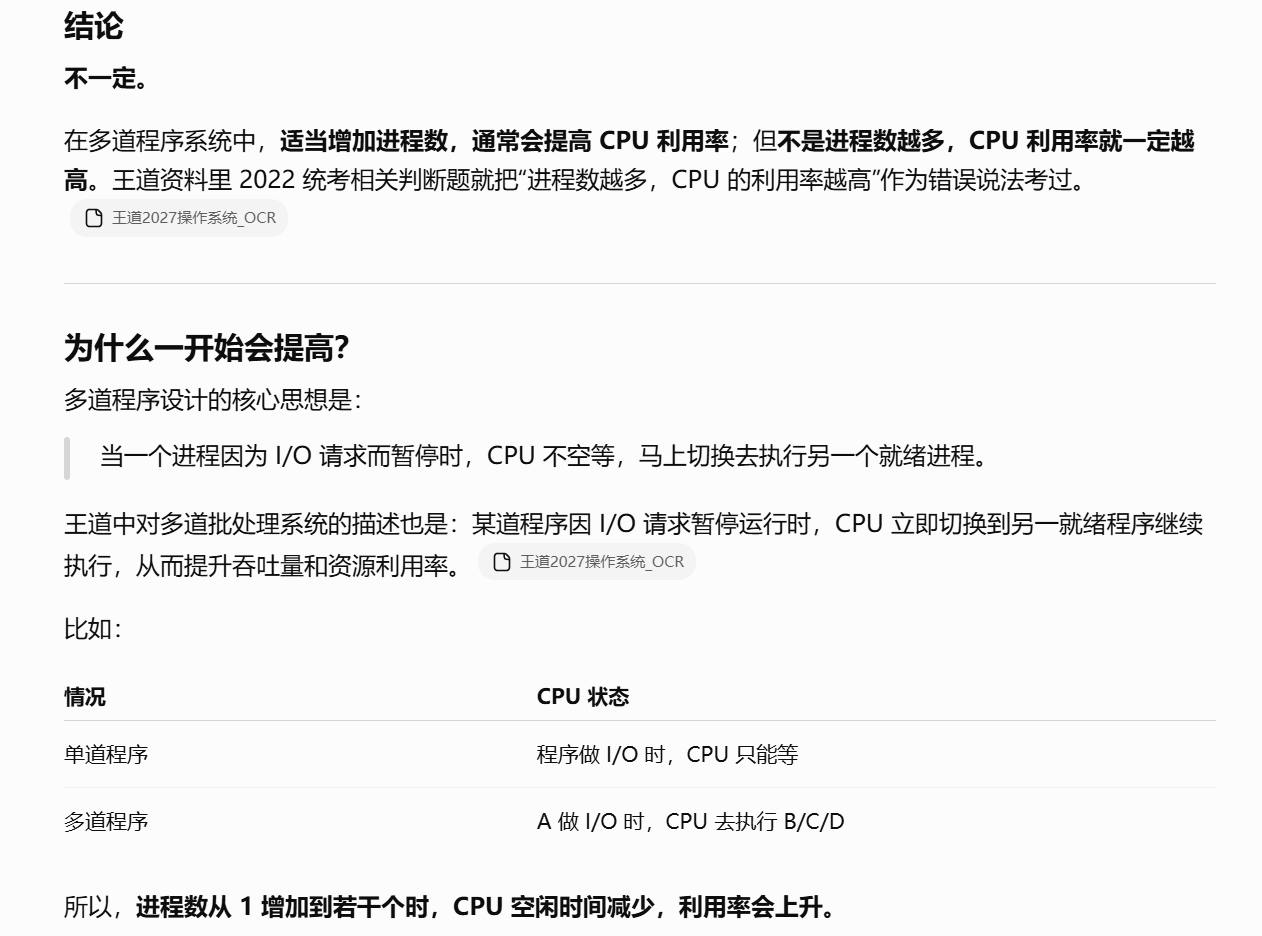 结论
不一定。
在多道程序系统中，适当增加进程数，通常会提高 CPU 利用率；但不是进程数越多，CPU 利用率就一定越
高。王道资料里 2022 统考相关判断题就把“进程数越多，CPU 的利用率越高”作为错误说法考过。
王道2027操作系统_OCR
为什么一开始会提高？
多道程序设计的核心思想是：
当一个进程因为 I/O 请求而暂停时，CPU 不空等，马上切换去执行另一个就绪进程。
王道中对多道批处理系统的描述也是：某道程序因 I/O 请求暂停运行时，CPU 立即切换到另一就绪程序继续
执行，从而提升吞吐量和资源利用率。 王道2027操作系统_OCR
比如：
情况 CPU 状态
单道程序 程序做 I/O 时，CPU 只能等
多道程序 A 做 I/O 时，CPU 去执行 B/C/D
所以，进程数从 1 增加到若干个时，CPU 空闲时间减少，利用率会上升。